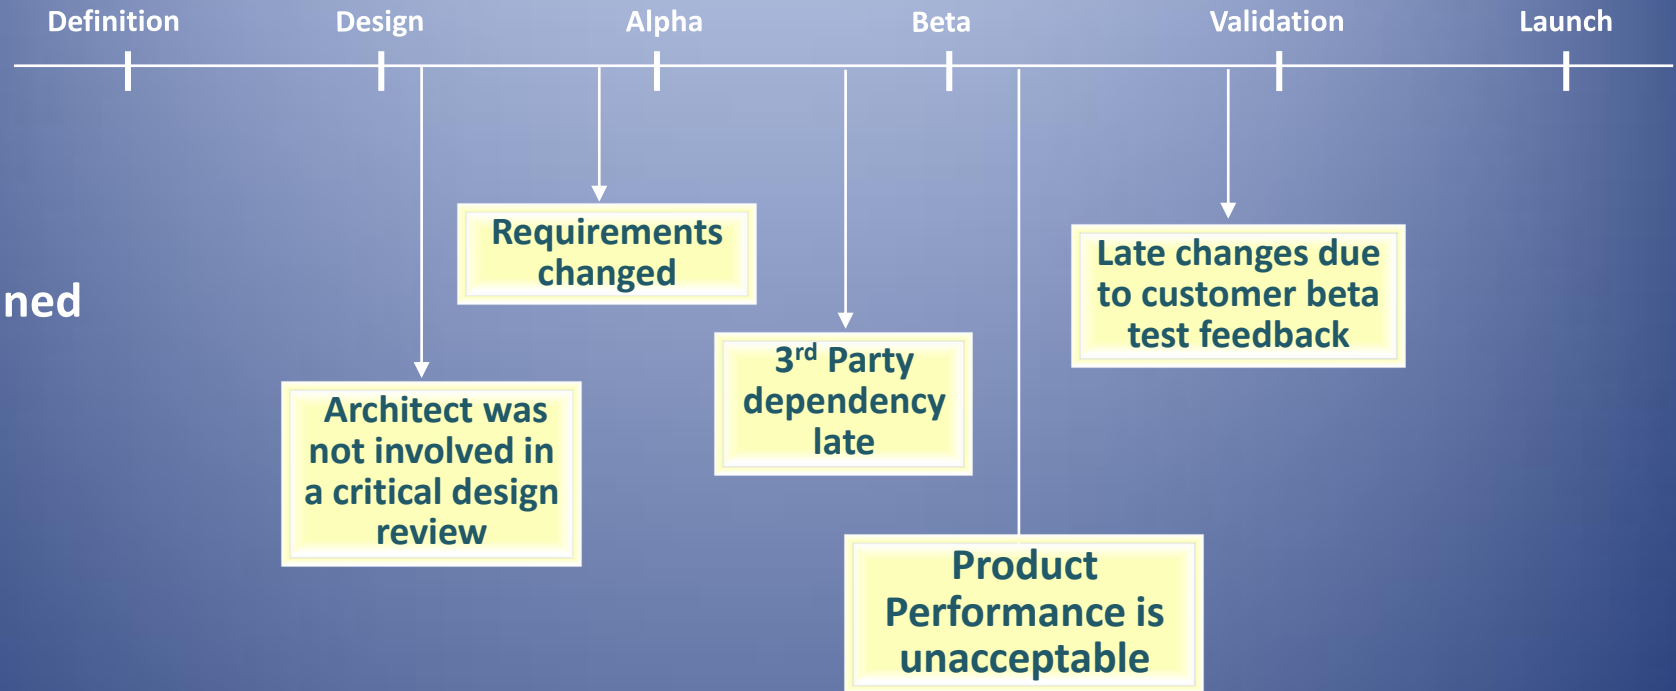 Definition
Design
Alpha
Beta
Validation
Launch
Requirements
changed
Late changes due
to customer beta
test feedback
ned
3rd Party
dependency
late
Architect was
not involved in
a critical design
review
Product
Performance is
unacceptable